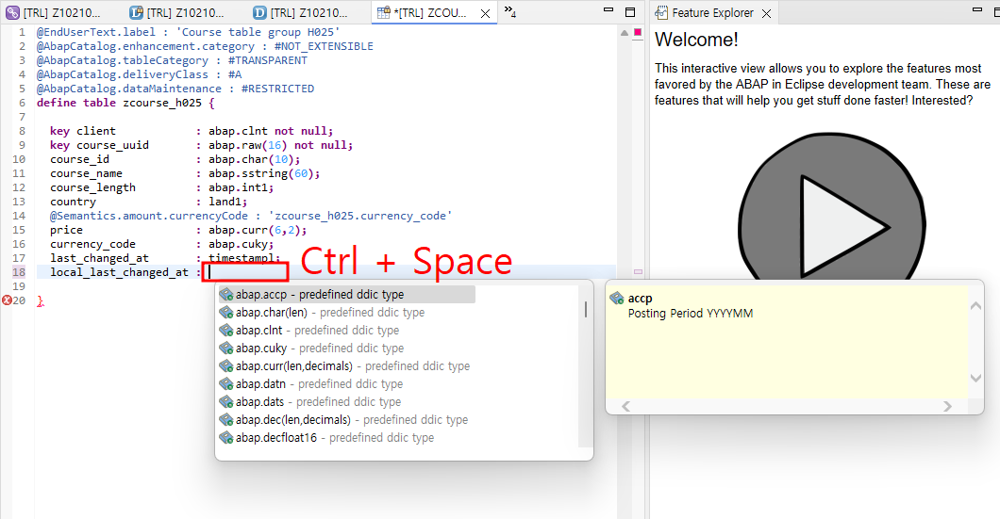 [TRL] Z10210...
[TRL] Z10210...
[TRL] Z10210...
*[TRL] ZCOU...
4
Feature Explorer
1 @EndUserText.label : 'Course table group H025'
2 @AbapCatalog.enhancement.category : #NOT_EXTENSIBLE
3 @AbapCatalog.tableCategory : #TRANSPARENT
4 @AbapCatalog.deliveryClass : #A
5 @AbapCatalog.dataMaintenance : #RESTRICTED
6 define table zcourse_h025 {
7
8 key client : abap.clnt not null;
9 key course_uuid : abap.raw(16) not null;
10 course_id : abap.char(10);
11 course_name : abap.sstring(60);
12 course_length : abap.int1;
13 country : land1;
14 @Semantics.amount.currencyCode : 'zcourse_h025.currency_code'
15 price : abap.curr(6,2);
16 currency_code : abap.cuky;
17 last_changed_at : timestampl;
18 local_last_changed_at :
20 }
Ctrl + Space
abap.accp - predefined ddic type
abap.char(len) - predefined ddic type
abap.clnt - predefined ddic type
abap.cuky - predefined ddic type
abap.curr(len,decimals) - predefined ddic type
abap.datn - predefined ddic type
abap.dats - predefined ddic type
abap.dec(len,decimals) - predefined ddic type
abap.decfloat16 - predefined ddic type
accp
Posting Period YYYYMM
Welcome!
This interactive view allows you to explore the features most
favored by the ABAP in Eclipse development team. These are
features that will help you get stuff done faster! Interested?